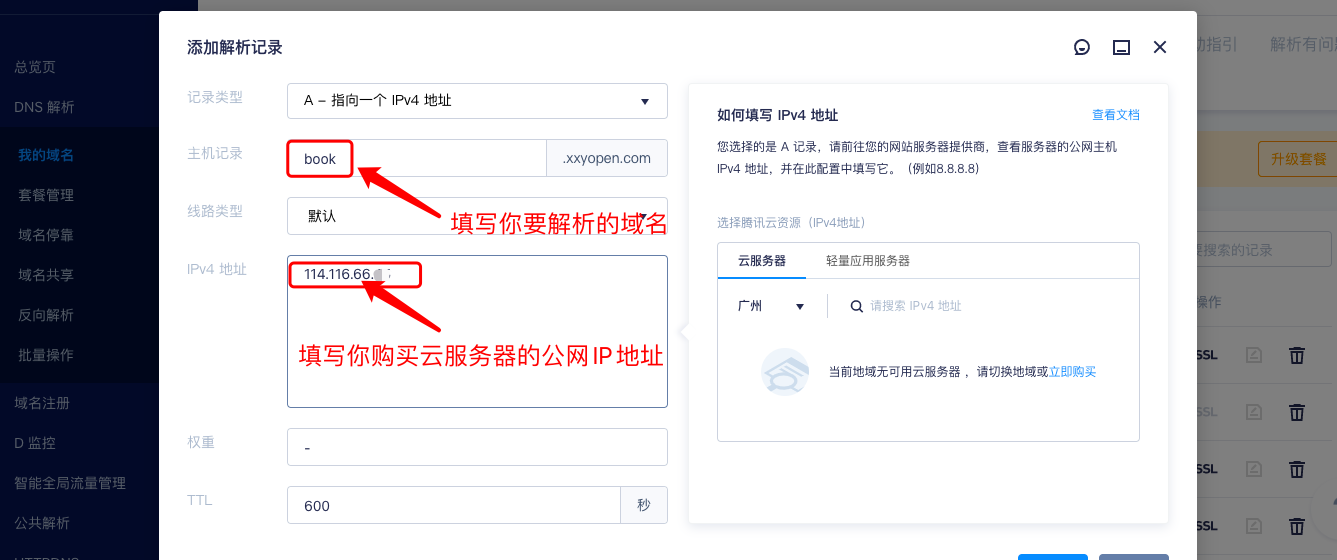 总览页
DNS 解析
我的域名
套餐管理
域名停靠
域名共享
反向解析
批量操作
域名注册
D 监控
智能全局流量管理
公共解析
添加解析记录
记录类型
A – 指向一个 IPv4 地址
主机记录
book
.xxyopen.com
线路类型
默认
填写你要解析的域名
IPv4 地址
114.116.66.
填写你购买云服务器的公网IP地址
权重
-
TTL
600
秒
如何填写 IPv4 地址
查看文档
您选择的是 A 记录，请前往您的网站服务器提供商，查看服务器的公网主机
IPv4 地址，并在此配置中填写它。（例如8.8.8.8）
选择腾讯云资源（IPv4地址）
云服务器
轻量应用服务器
广州
请搜索 IPv4 地址
当前地域无可用云服务器 ，请切换地域或立即购买
指引
解析有问
升级套餐
要搜索的记录
操作
SSL
SSL
SSL
SSL